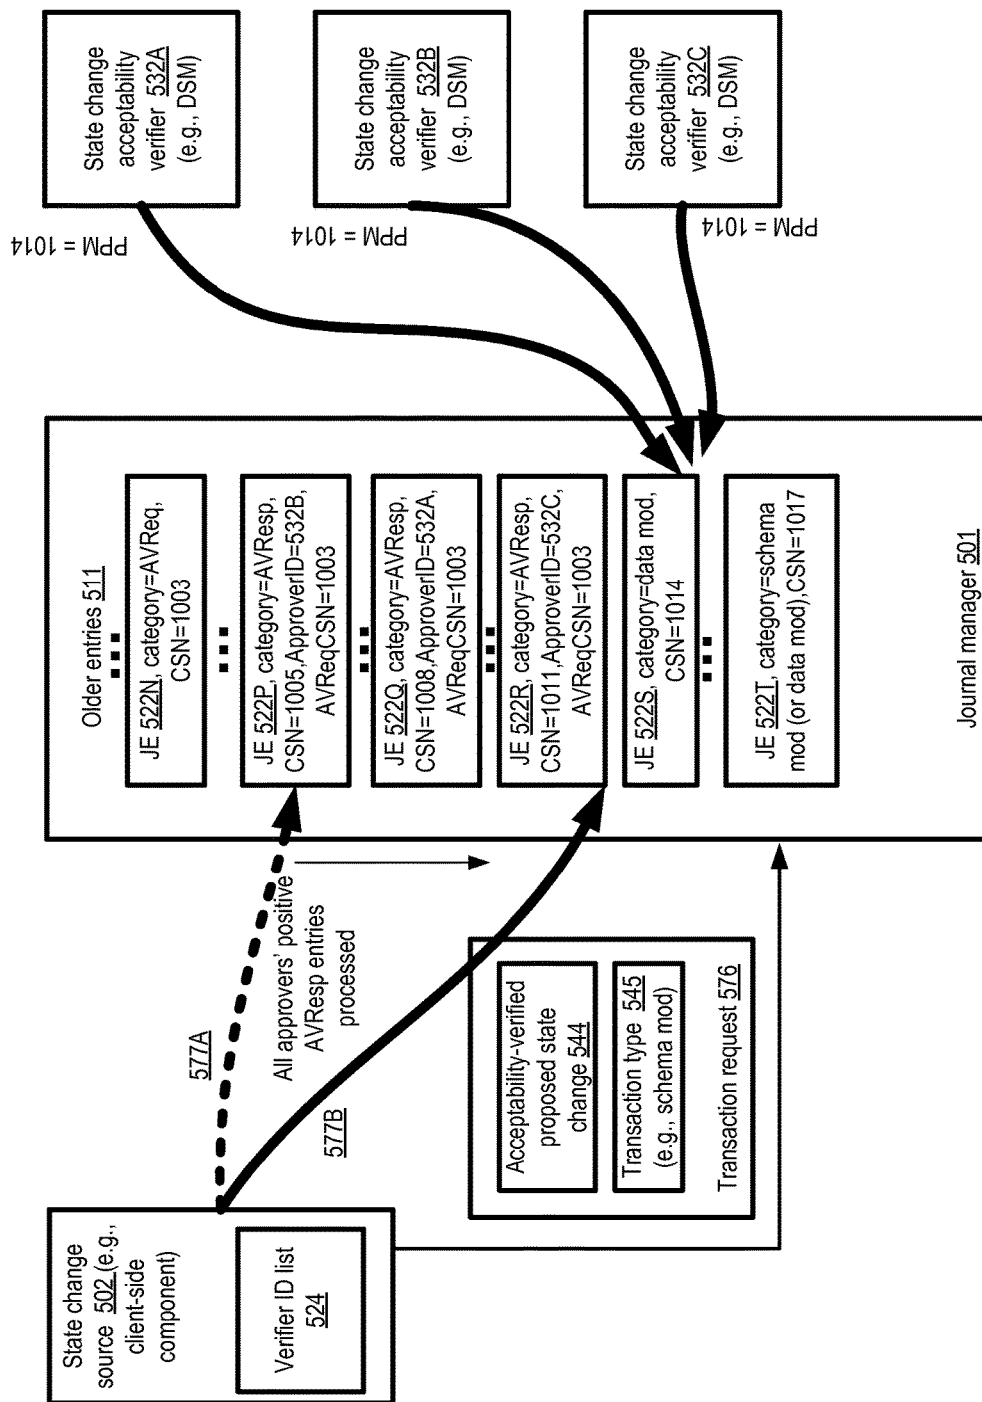 State change
source 502 (e.g.,
client-side
component)
Verifier ID list
524
577A
All approvers' positive
AVResp entries
processed
577B
Acceptability-verified
proposed state
change 544
Transaction type 545
(e.g., schema mod)
Transaction request 576
Older entries 511
JE 522N, category=AVReq,
CSN=1003
JE 522P, category=AVResp,
CSN=1005,ApproverID=532B,
AVReqCSN=1003
JE 522Q, category=AVResp,
CSN=1008,ApproverID=532A,
AVReqCSN=1003
JE 522R, category=AVResp,
CSN=1011,ApproverID=532C,
AVReqCSN=1003
JE 522S, category=data mod,
CSN=1014
JE 522T, category=schema
mod (or data mod),CSN=1017
Journal manager 501
PPM = 1014
State change
acceptability
verifier 532A
(e.g., DSM)
PPM = 1014
State change
acceptability
verifier 532B
(e.g., DSM)
PPM = 1014
State change
acceptability
verifier 532C
(e.g., DSM)